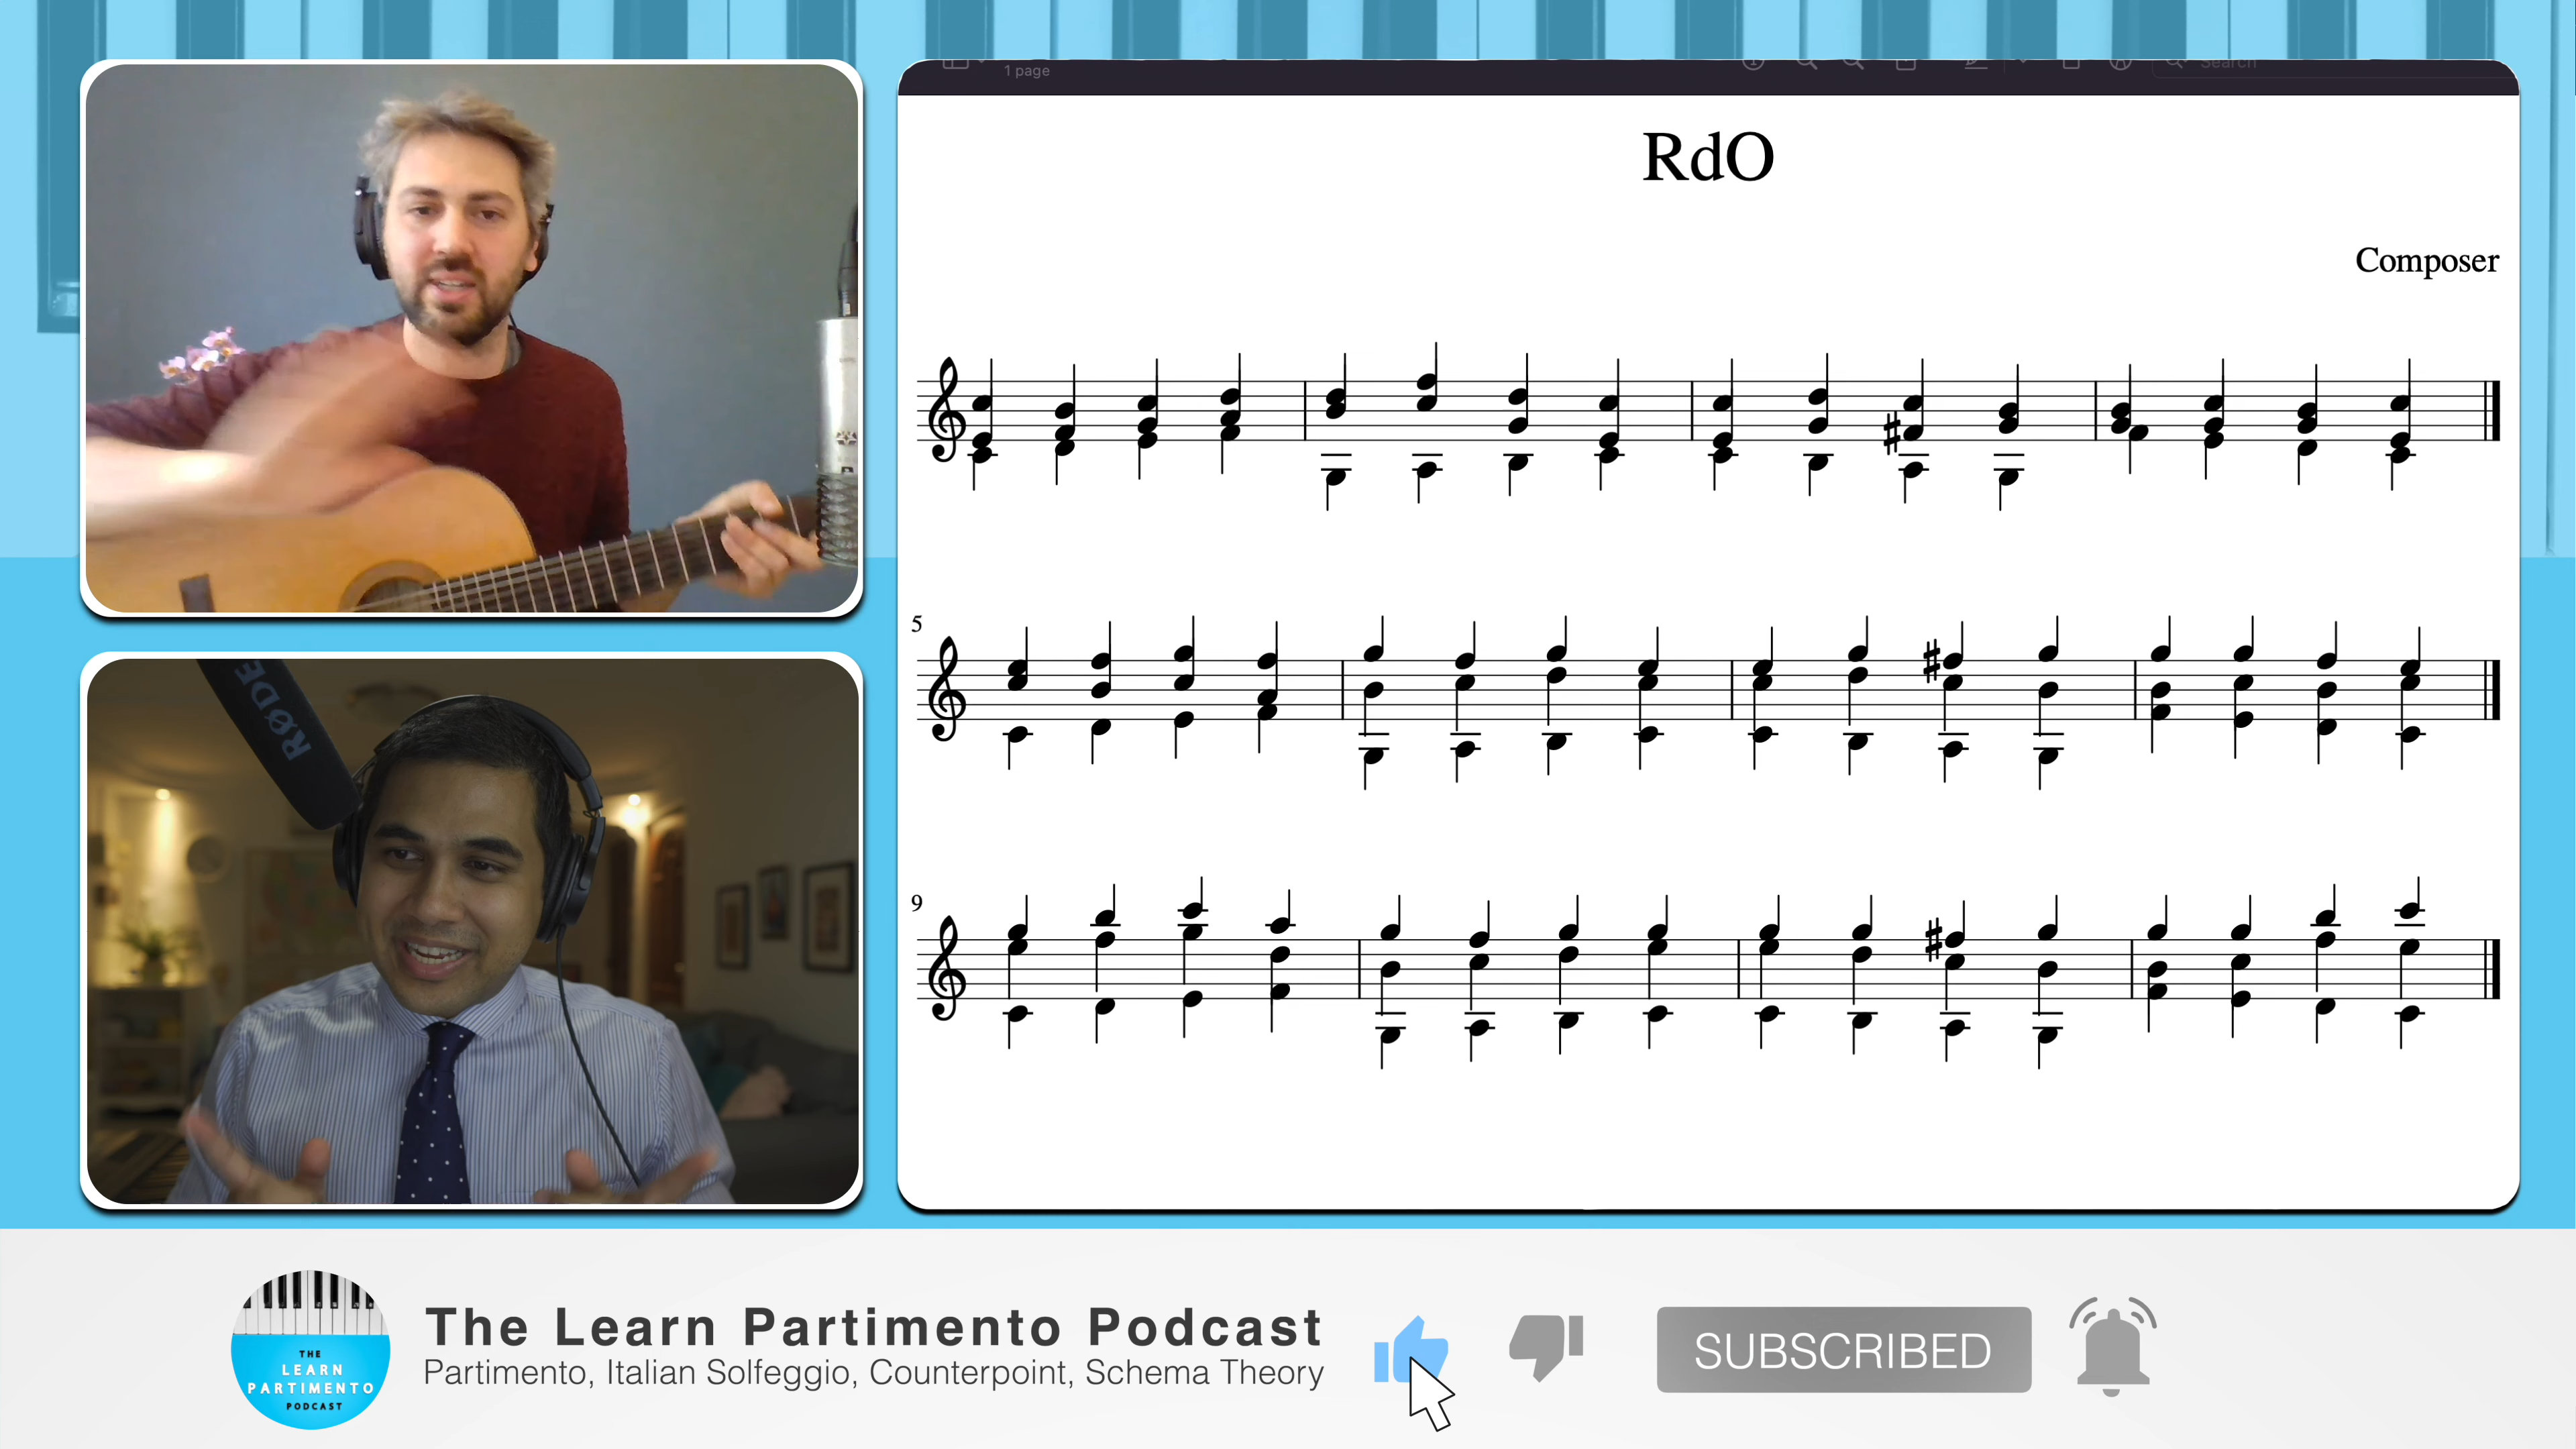 1 page
Search
RdO
Composer
5
9
RØDE
The Learn Partimento Podcast
Partimento, Italian Solfeggio, Counterpoint, Schema Theory
THE
LEARN
PARTIMENTO
PODCAST
SUBSCRIBED